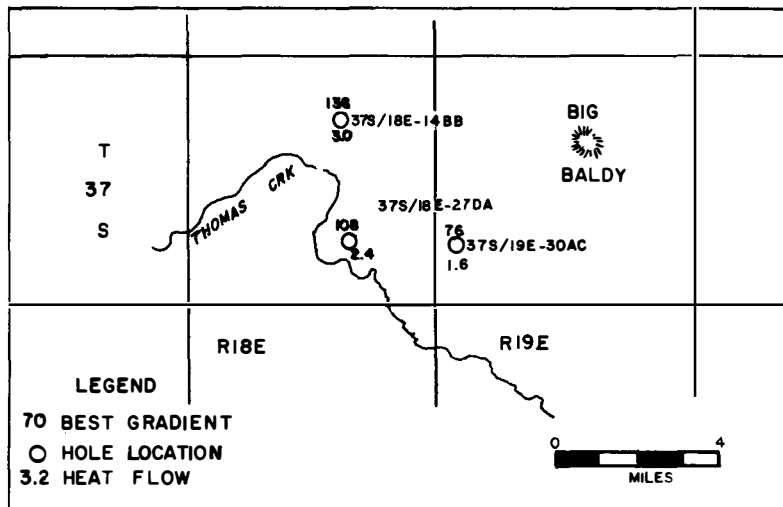 136
37S/18E-14BB
3.0
BIG
BALDY
T
37
S
THOMAS CRK
37S/18E-27DA
108
2.4
76
37S/19E-30AC
1.6
R18E
R19E
LEGEND
70 BEST GRADIENT
HOLE LOCATION
3.2 HEAT FLOW
0 4
MILES